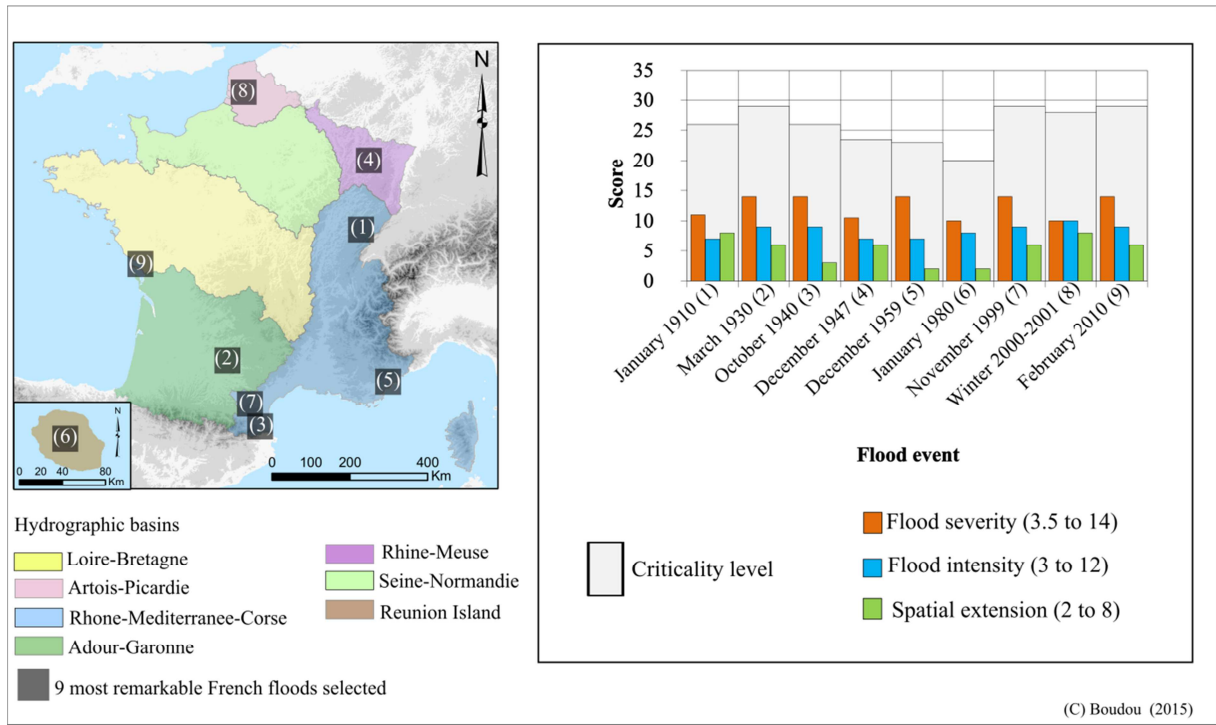 N
(8)
(4)
(1)
(9)
(2)
(5)
(7)
(3)
(6)
N
0 20 40 80
Km
0 100 200 400
Km
Hydrographic basins
Loire-Bretagne
Artois-Picardie
Rhone-Mediterranee-Corse
Adour-Garonne
Rhine-Meuse
Seine-Normandie
Reunion Island
9 most remarkable French floods selected
Score
35
30
25
20
15
10
5
0
January 1910 (1)
March 1930 (2)
October 1940 (3)
December 1947 (4)
December 1959 (5)
January 1980 (6)
November 1999 (7)
Winter 2000-2001 (8)
February 2010 (9)
Flood event
Criticality level
Flood severity (3.5 to 14)
Flood intensity (3 to 12)
Spatial extension (2 to 8)
(C) Boudou (2015)